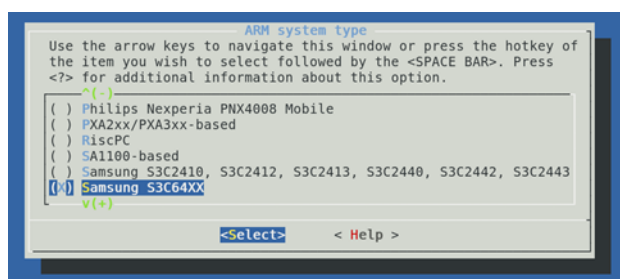 ARM system type
Use the arrow keys to navigate this window or press the hotkey of
the item you wish to select followed by the <SPACE BAR>. Press
<?> for additional information about this option.
^(-)
( ) Philips Nexperia PNX4008 Mobile
( ) PXA2xx/PXA3xx-based
( ) RiscPC
( ) SA1100-based
( ) Samsung S3C2410, S3C2412, S3C2413, S3C2440, S3C2442, S3C2443
(X) Samsung S3C64XX
v(+)
<Select> < Help >